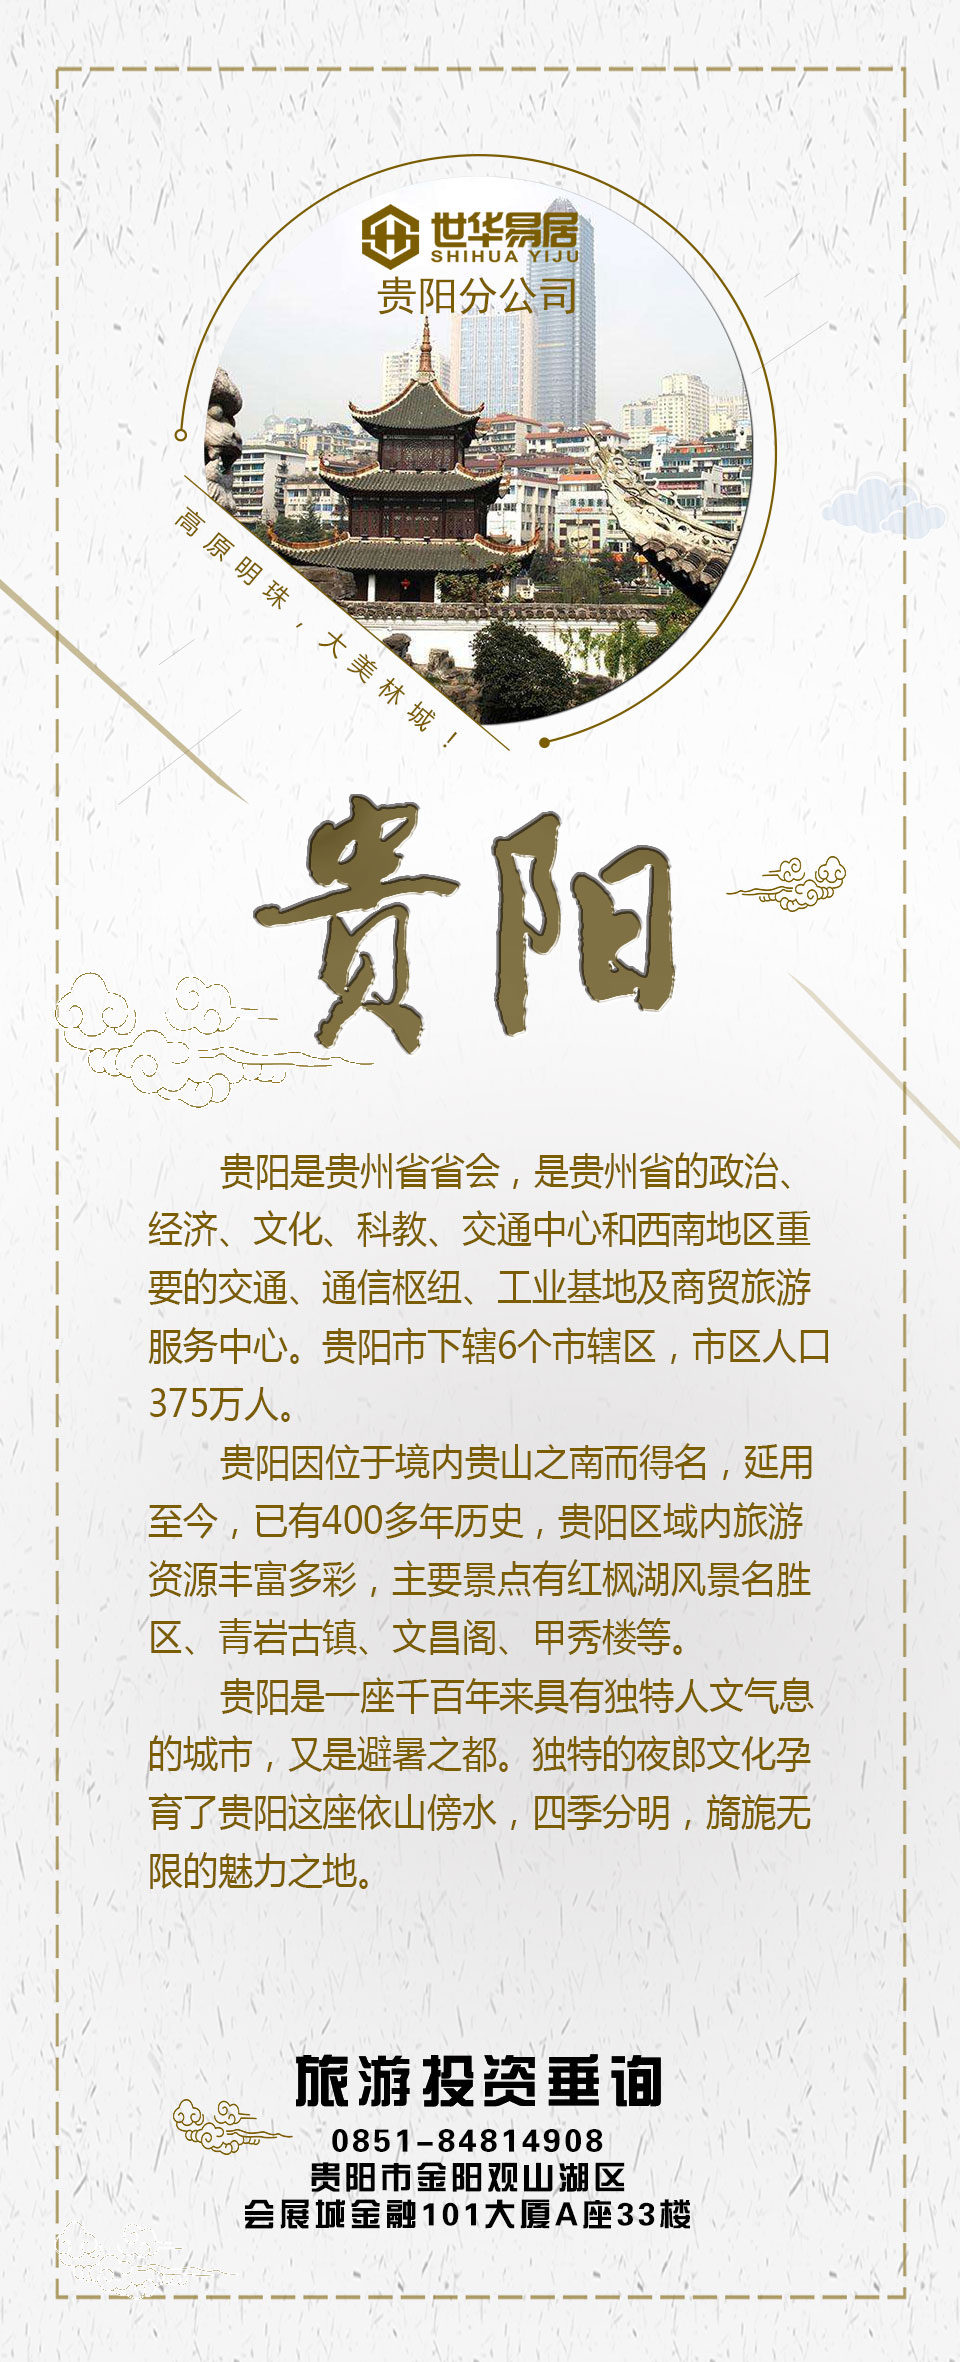 世华易居
SHIHUA YIJU
贵阳分公司
高原明珠，大美林城！
贵阳
贵阳是贵州省省会，是贵州省的政治、
经济、文化、科教、交通中心和西南地区重
要的交通、通信枢纽、工业基地及商贸旅游
服务中心。贵阳市下辖6个市辖区，市区人口
375万人。
贵阳因位于境内贵山之南而得名，延用
至今，已有400多年历史，贵阳区域内旅游
资源丰富多彩，主要景点有红枫湖风景名胜
区、青岩古镇、文昌阁、甲秀楼等。
贵阳是一座千百年来具有独特人文气息
的城市，又是避暑之都。独特的夜郎文化孕
育了贵阳这座依山傍水，四季分明，旖旎无
限的魅力之地。
旅游投资垂询
0851-84814908
贵阳市金阳观山湖区
会展城金融101大厦A座33楼